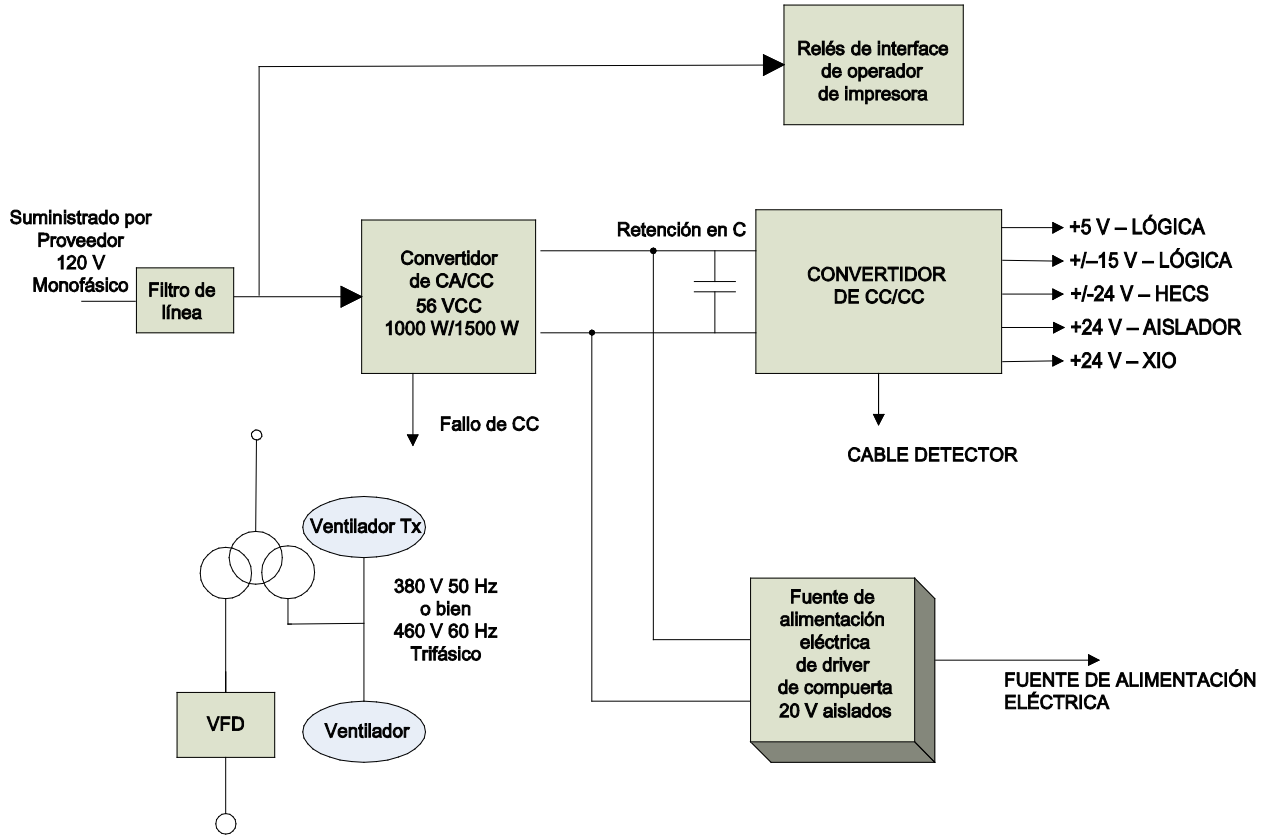 Relés de interface
de operador
de impresora
Suministrado por
Proveedor
120 V
Monofásico
Filtro de
línea
Convertidor
de CA/CC
56 VCC
1000 W/1500 W
Retención en C
CONVERTIDOR
DE CC/CC
+5 V – LÓGICA
+/–15 V – LÓGICA
+/-24 V – HECS
+24 V – AISLADOR
+24 V – XIO
Fallo de CC
CABLE DETECTOR
Ventilador Tx
380 V 50 Hz
o bien
460 V 60 Hz
Trifásico
VFD
Ventilador
Fuente de
alimentación
eléctrica
de driver
de compuerta
20 V aislados
FUENTE DE ALIMENTACIÓN
ELÉCTRICA